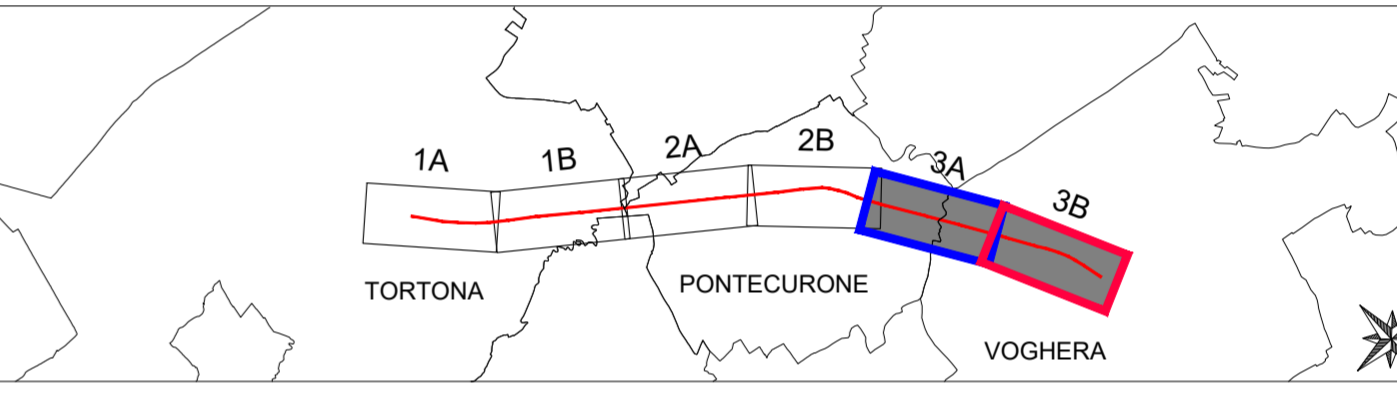 1A
1B
2A
2B
3A
3B
TORTONA
PONTECURONE
VOGHERA